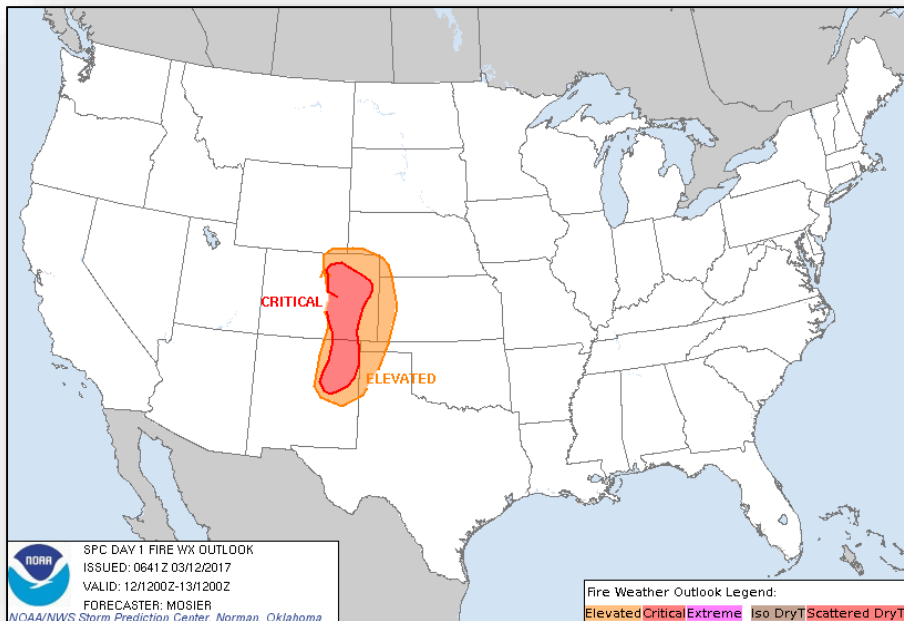 CRITICAL
ELEVATED
NOAA
SPC DAY 1 FIRE WX OUTLOOK
ISSUED: 0641Z 03/12/2017
VALID: 12/1200Z-13/1200Z
FORECASTER: MOSIER
NOAA/NWS Storm Prediction Center, Norman, Oklahoma
Fire Weather Outlook Legend:
Elevated Critical Extreme Iso DryT Scattered DryT